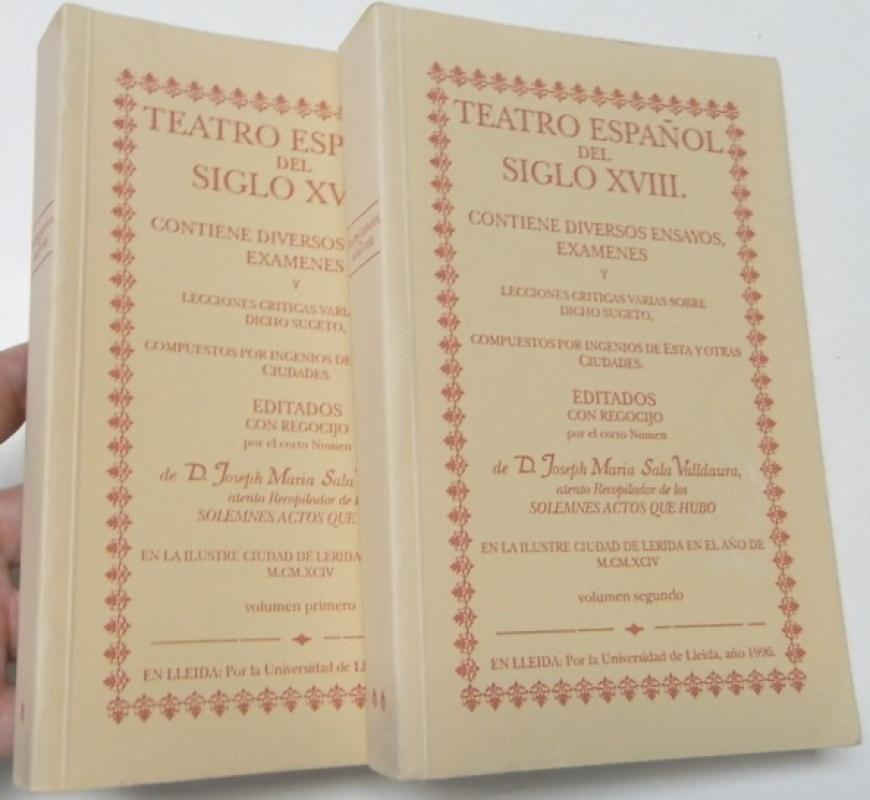 TEATRO ESP
DEL
SIGLO XV
CONTIENE DIVERSOS
EXAMENES
Y
LECCIONES CRITICAS VARIA
DICHO SUGETO,
COMPUESTOS POR INGENIOS DE
CIUDADES.
EDITADOS
CON REGOCIJO
por el corto Numen
de D. Joseph Maria Sala
atento Recopilador de
SOLEMNES ACTOS QUE
EN LA ILUSTRE CIUDAD DE LERIDA
M.CM.XCIV
volumen primero
EN LLEIDA: Por la Universidad de
TEATRO ESPAÑOL
DEL
SIGLO XVIII.
CONTIENE DIVERSOS ENSAYOS,
EXAMENES
Y
LECCIONES CRITICAS VARIAS SOBRE
DICHO SUGETO,
COMPUESTOS POR INGENIOS DE ESTA Y OTRAS
CIUDADES.
EDITADOS
CON REGOCIJO
por el corto Numen
de D. Joseph Maria Sala Valldaura,
atento Recopilador de los
SOLEMNES ACTOS QUE HUBO
EN LA ILUSTRE CIUDAD DE LERIDA EN EL AÑO DE
M.CM.XCIV
volumen segundo
EN LLEIDA: Por la Universidad de Lleida, año 1996.